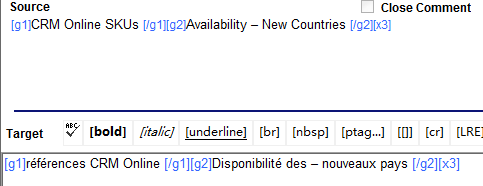 Source
Close Comment
[g1]CRM Online SKUs [/g1][g2]Availability – New Countries [/g2][x3]
Target ABC [bold] [italic] [underline] [br] [nbsp] [ptag...] [[]] [cr] [LRE]
[g1]références CRM Online [/g1][g2]Disponibilité des – nouveaux pays [/g2][x3]